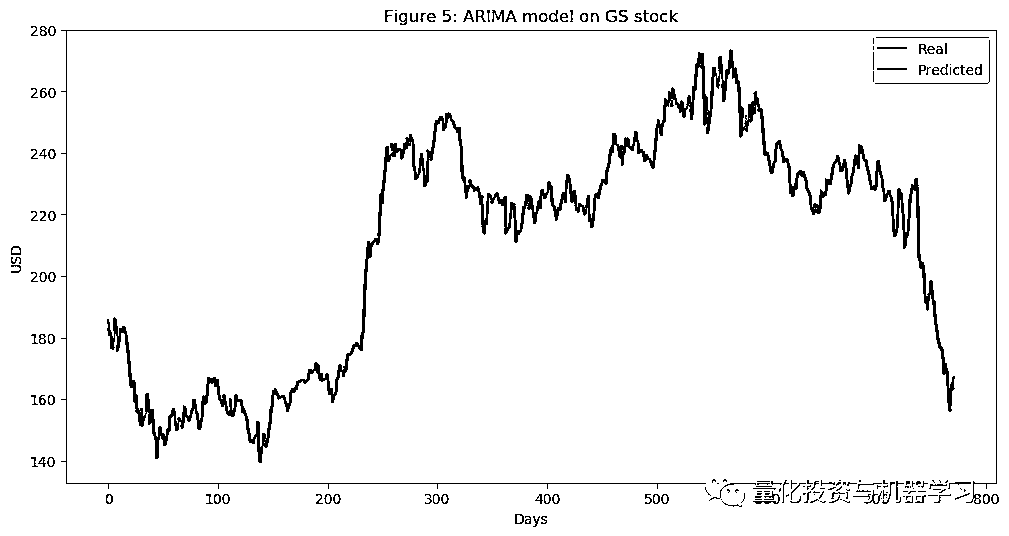 Figure 5: ARIMA model on GS stock
Real
Predicted
280
260
240
220
200
180
160
140
USD
0 100 200 300 400 500 800
Days
量化投资与机器学习